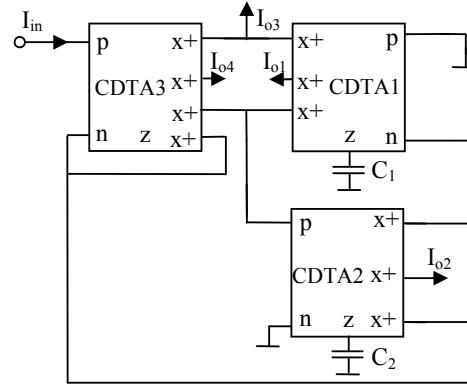 I_in
I_o3
p
x+
x+
p
x+
I_o4
I_o1
x+
CDTA3
CDTA1
x+
x+
n
z
x+
z
n
C_1
p
x+
I_o2
CDTA2
x+
n
z
x+
C_2